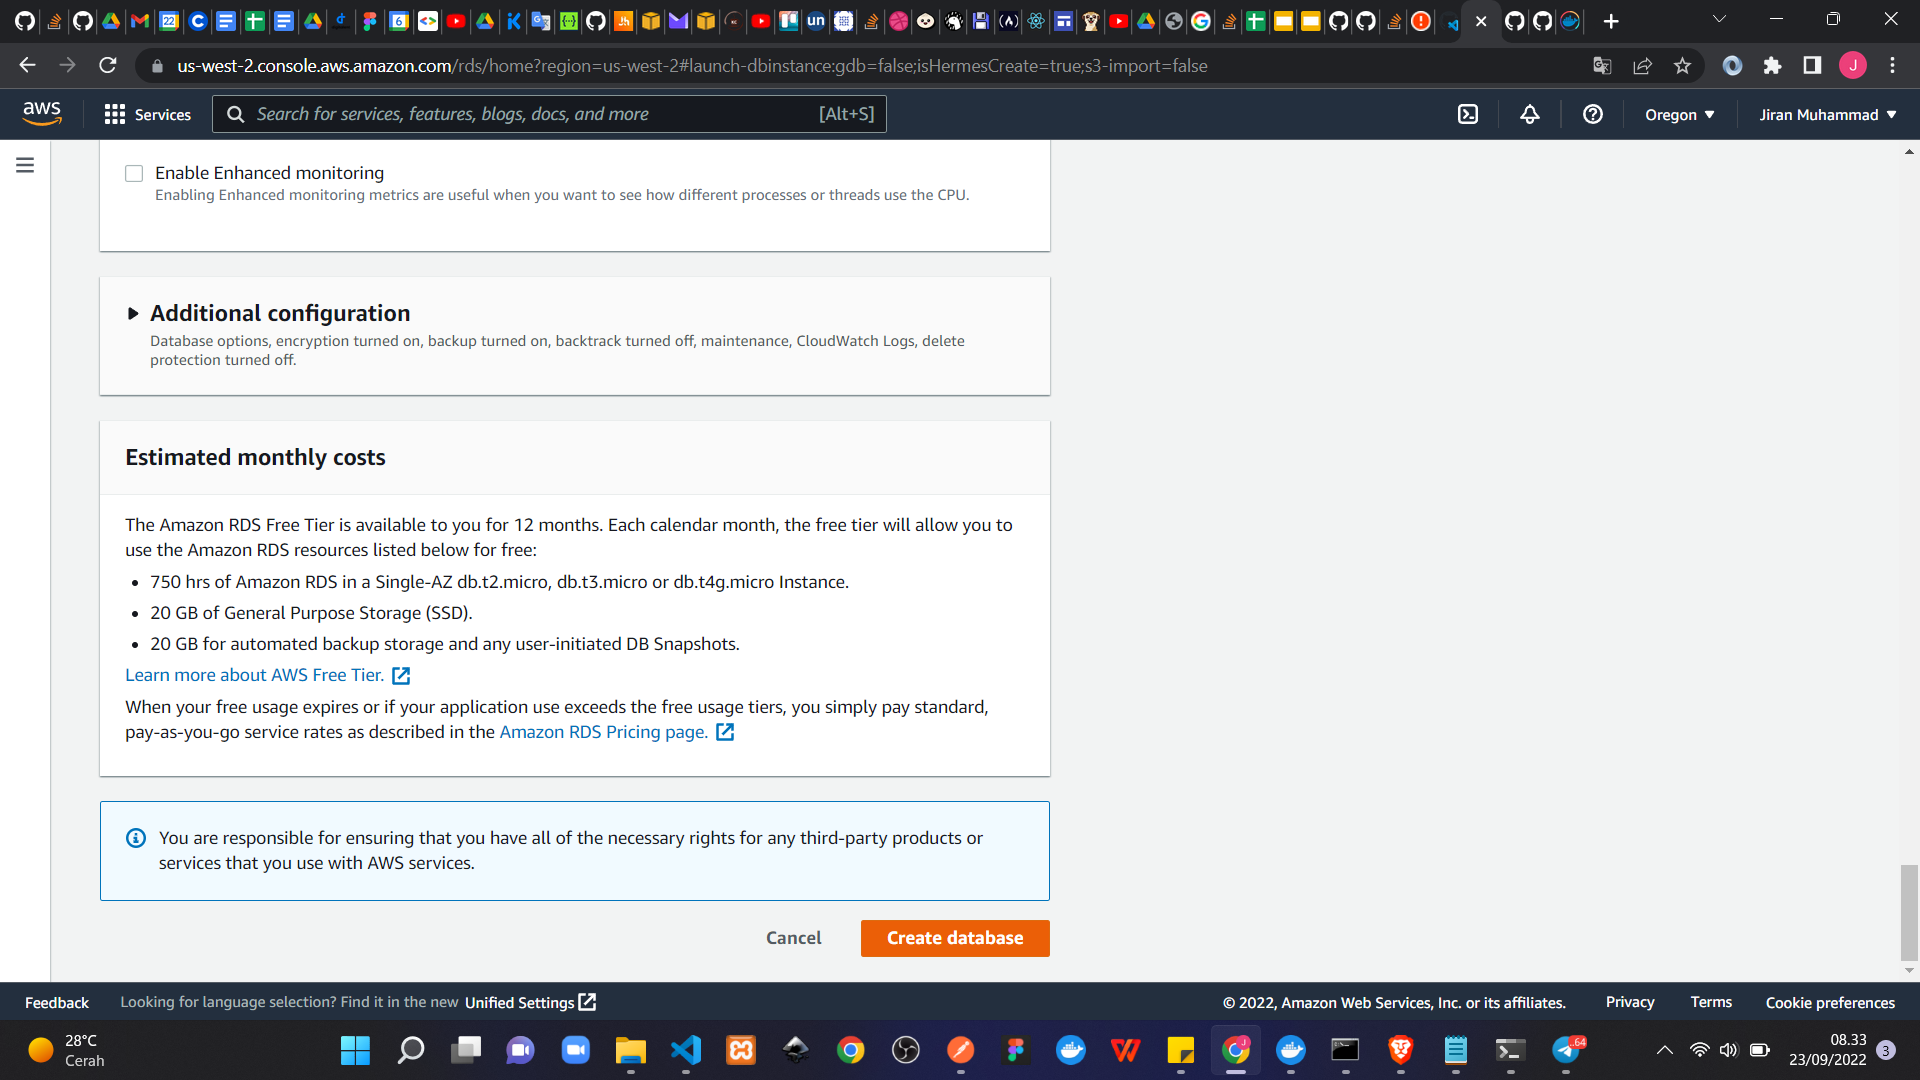 us-west-2.console.aws.amazon.com/rds/home?region=us-west-2#launch-dbinstance:gdb=false;isHermesCreate=true;s3-import=false
J
aws
Services
Search for services, features, blogs, docs, and more
[Alt+S]
Oregon
Jiran Muhammad
Enable Enhanced monitoring
Enabling Enhanced monitoring metrics are useful when you want to see how different processes or threads use the CPU.
Additional configuration
Database options, encryption turned on, backup turned on, backtrack turned off, maintenance, CloudWatch Logs, delete
protection turned off.
Estimated monthly costs
The Amazon RDS Free Tier is available to you for 12 months. Each calendar month, the free tier will allow you to
use the Amazon RDS resources listed below for free:
• 750 hrs of Amazon RDS in a Single-AZ db.t2.micro, db.t3.micro or db.t4g.micro Instance.
• 20 GB of General Purpose Storage (SSD).
• 20 GB for automated backup storage and any user-initiated DB Snapshots.
Learn more about AWS Free Tier.
When your free usage expires or if your application use exceeds the free usage tiers, you simply pay standard,
pay-as-you-go service rates as described in the Amazon RDS Pricing page.
You are responsible for ensuring that you have all of the necessary rights for any third-party products or
services that you use with AWS services.
Cancel
Create database
Feedback
Looking for language selection? Find it in the new Unified Settings
© 2022, Amazon Web Services, Inc. or its affiliates.
Privacy
Terms
Cookie preferences
28°C
Cerah
08.33
23/09/2022
3